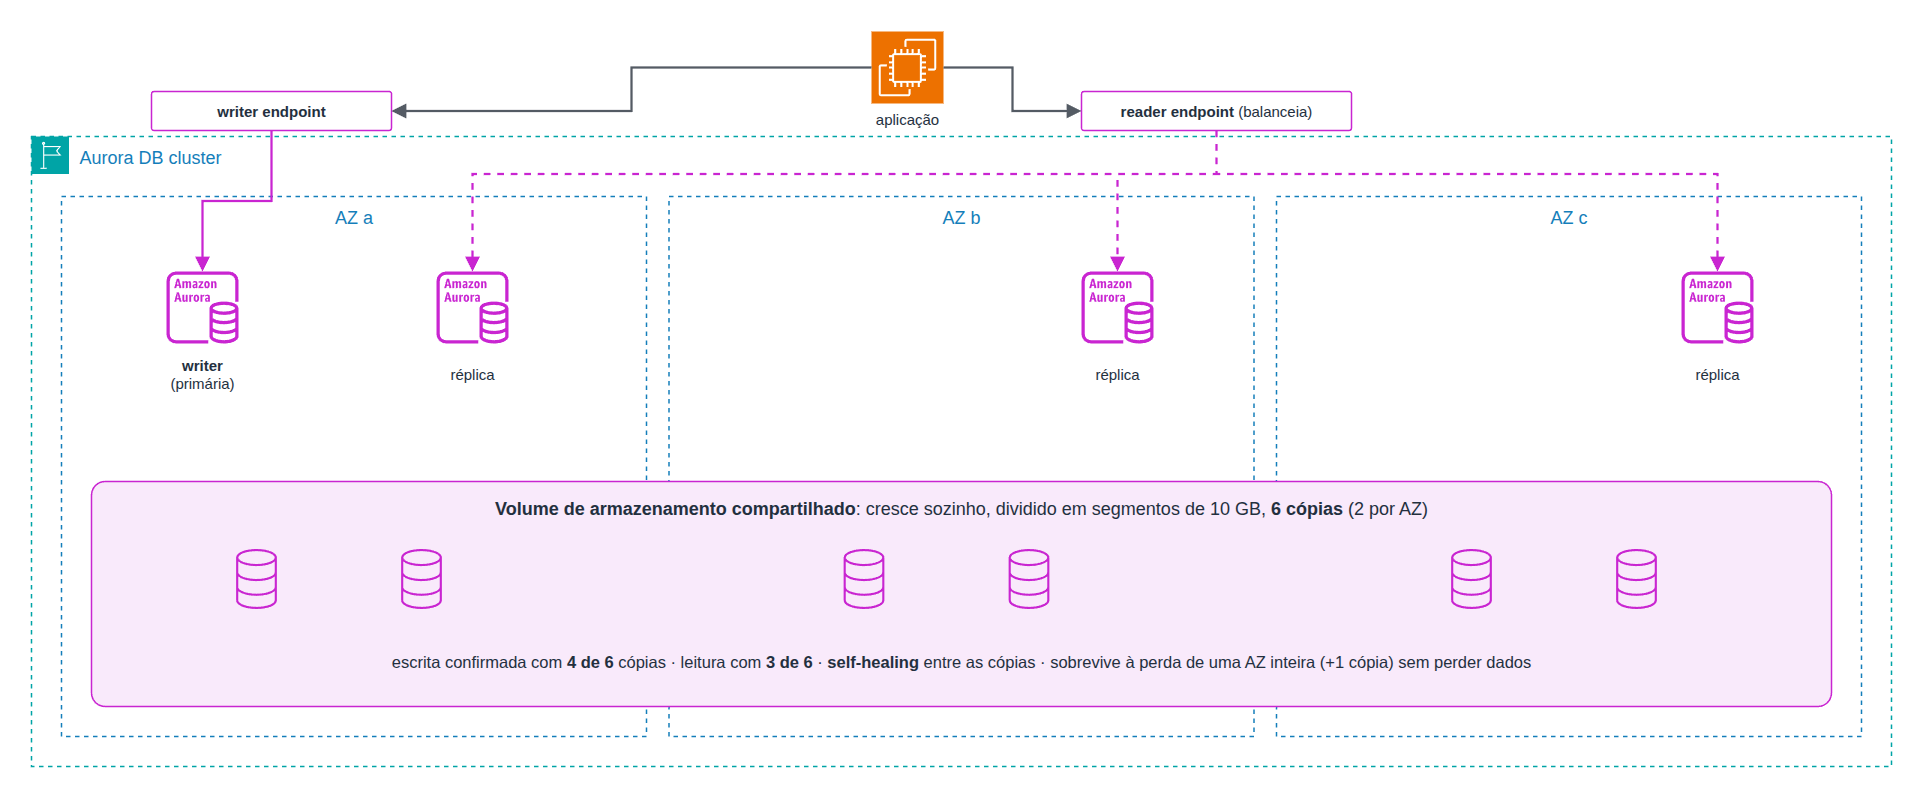 writer endpoint
aplicação
reader endpoint (balanceia)
Aurora DB cluster
AZ a
AZ b
AZ c
Amazon
Aurora
Amazon
Aurora
Amazon
Aurora
Amazon
Aurora
writer
(primária)
réplica
réplica
réplica
Volume de armazenamento compartilhado: cresce sozinho, dividido em segmentos de 10 GB, 6 cópias (2 por AZ)
escrita confirmada com 4 de 6 cópias · leitura com 3 de 6 · self-healing entre as cópias · sobrevive à perda de uma AZ inteira (+1 cópia) sem perder dados